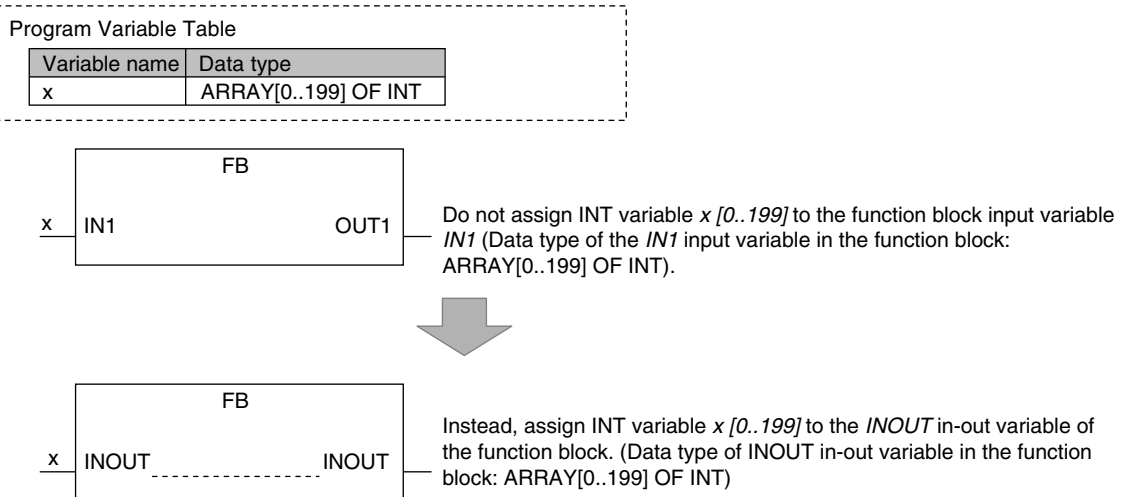 Program Variable Table
Variable name Data type
x ARRAY[0..199] OF INT
FB
x IN1 OUT1
Do not assign INT variable x [0..199] to the function block input variable
IN1 (Data type of the IN1 input variable in the function block:
ARRAY[0..199] OF INT).
FB
x INOUT INOUT
Instead, assign INT variable x [0..199] to the INOUT in-out variable of
the function block. (Data type of INOUT in-out variable in the function
block: ARRAY[0..199] OF INT)